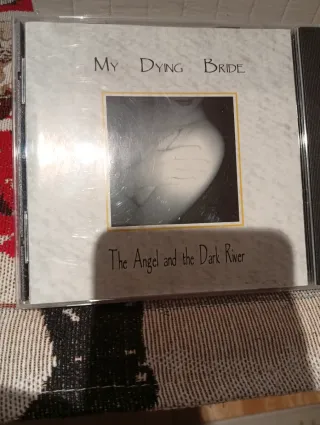 My Dying Bride
The Angel and the Dark River